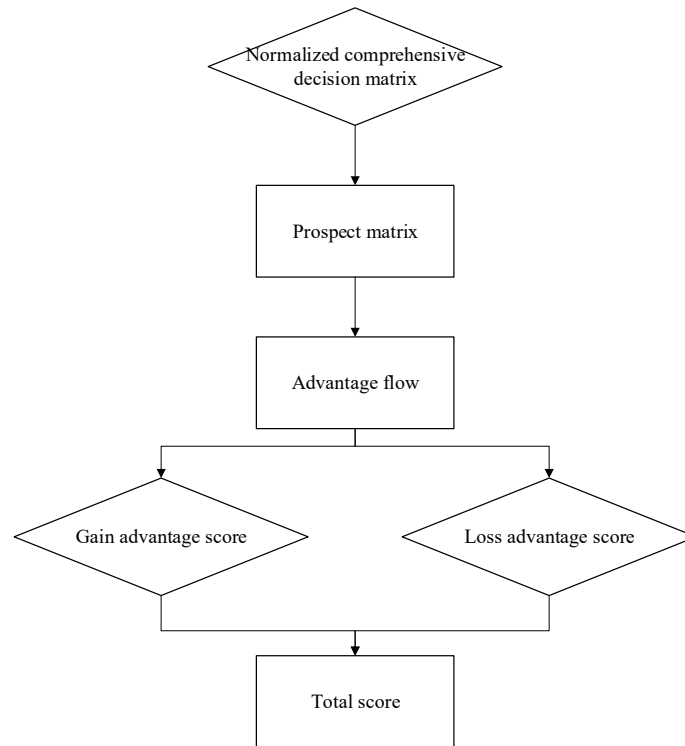 Normalized comprehensive
decision matrix
Prospect matrix
Advantage flow
Gain advantage score
Loss advantage score
Total score